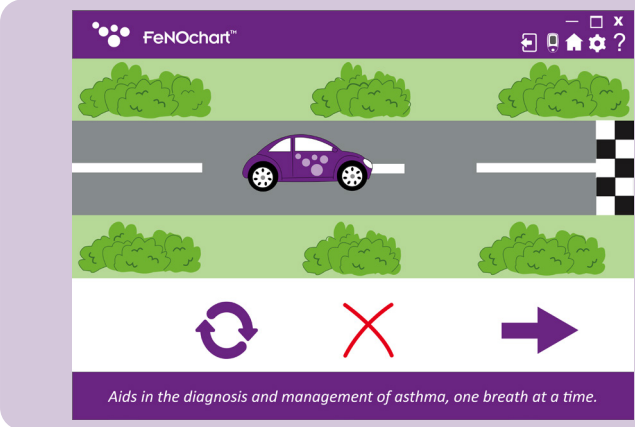 FeNOchart™
Aids in the diagnosis and management of asthma, one breath at a time.